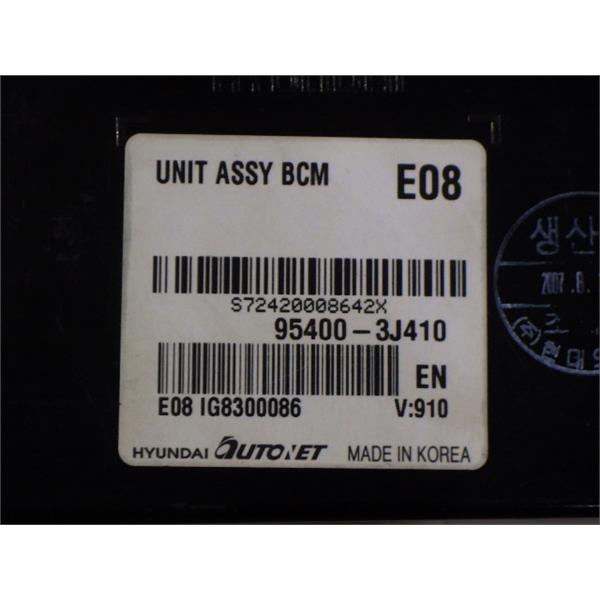 UNIT ASSY BCM
E08
S72420008642X
95400-3J410
EN
E08 IG8300086
V:910
HYUNDAI AUTONET
MADE IN KOREA
생산
2007.8.